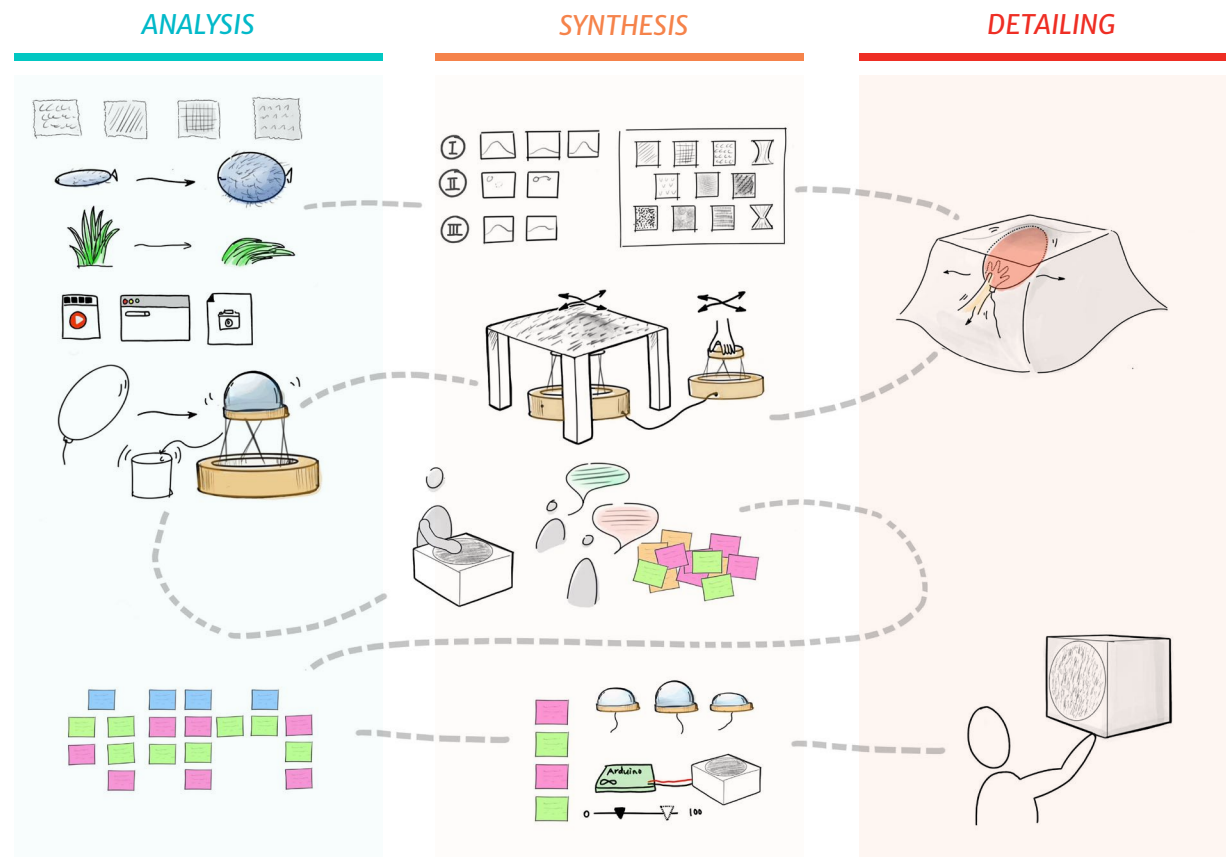 ANALYSIS
SYNTHESIS
DETAILING
I
II
III
Arduino
0
100